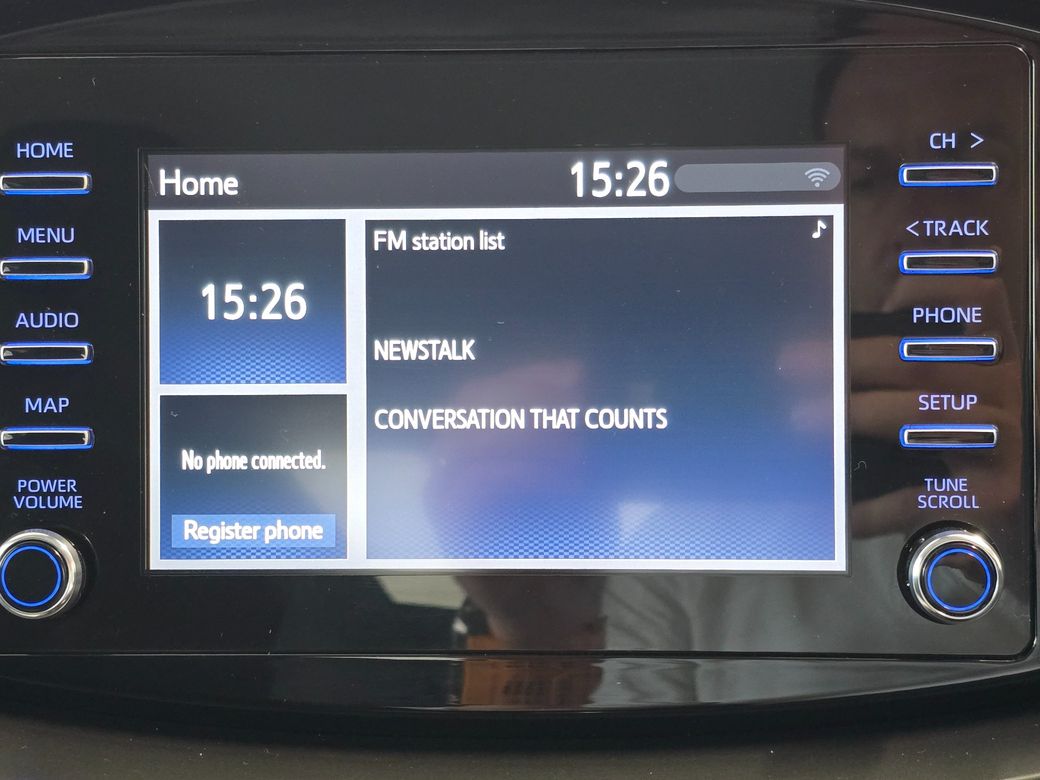 HOME
MENU
AUDIO
MAP
POWER
VOLUME
Home
15:26
15:26
No phone connected.
Register phone
FM station list
NEWSTALK
CONVERSATION THAT COUNTS
CH >
< TRACK
PHONE
SETUP
TUNE
SCROLL